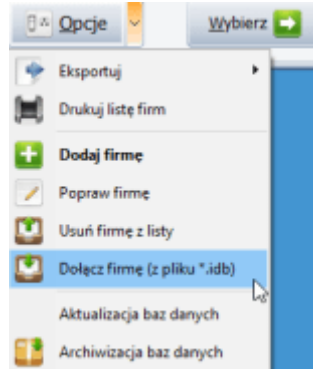 Opcje
Wybierz
Eksportuj
Drukuj listę firm
Dodaj firmę
Popraw firmę
Usuń firmę z listy
Dołącz firmę (z pliku *.idb)
Aktualizacja baz danych
Archiwizacja baz danych